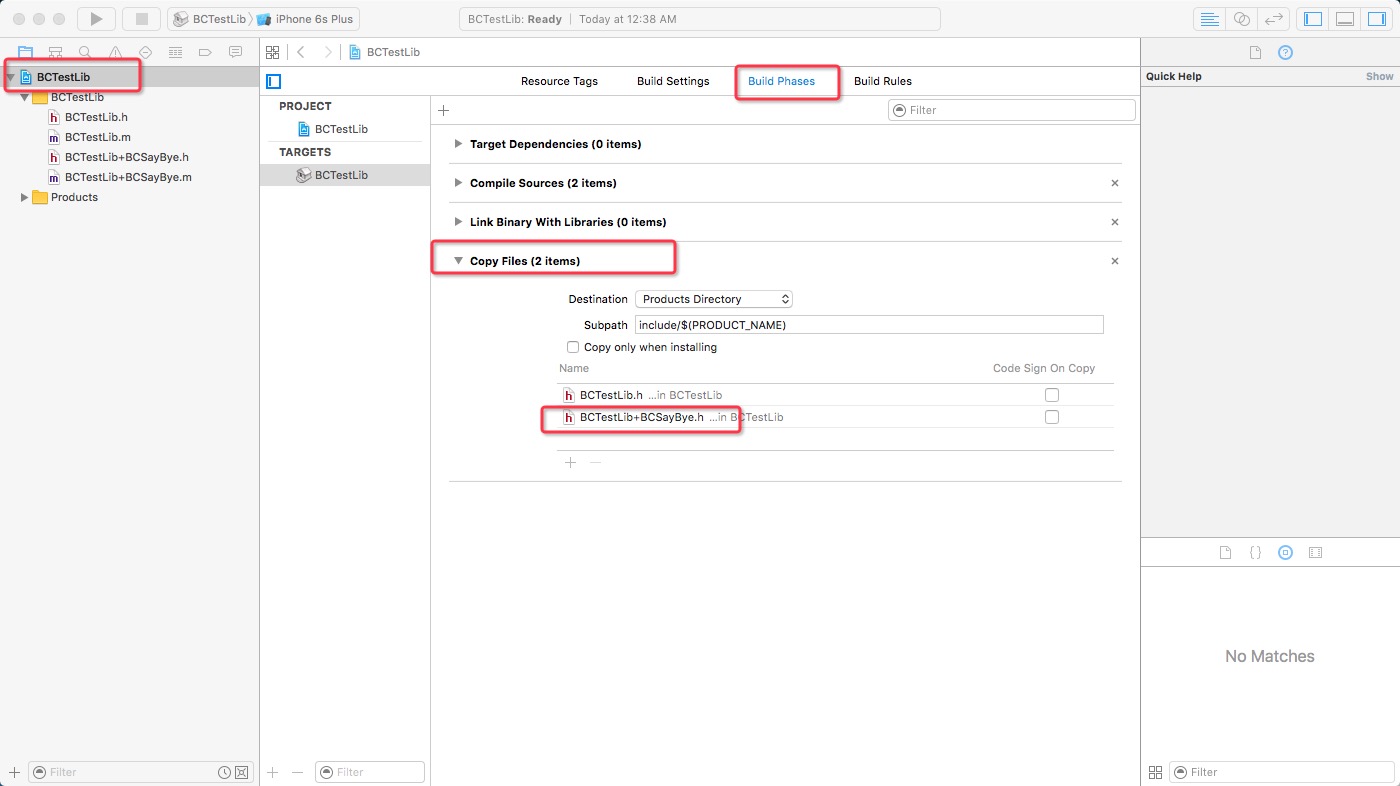 BCTestLib
iPhone 6s Plus
BCTestLib: Ready
Today at 12:38 AM
BCTestLib
BCTestLib
BCTestLib.h
BCTestLib.m
BCTestLib+BCSayBye.h
BCTestLib+BCSayBye.m
Products
Filter
BCTestLib
Resource Tags
Build Settings
Build Phases
Build Rules
PROJECT
BCTestLib
TARGETS
BCTestLib
Filter
Filter
Target Dependencies (0 items)
Compile Sources (2 items)
Link Binary With Libraries (0 items)
Copy Files (2 items)
Destination Products Directory
Subpath include/$(PRODUCT_NAME)
Copy only when installing
Name Code Sign On Copy
BCTestLib.h ...in BCTestLib
BCTestLib+BCSayBye.h ...in BCTestLib
Quick Help Show
No Matches
Filter